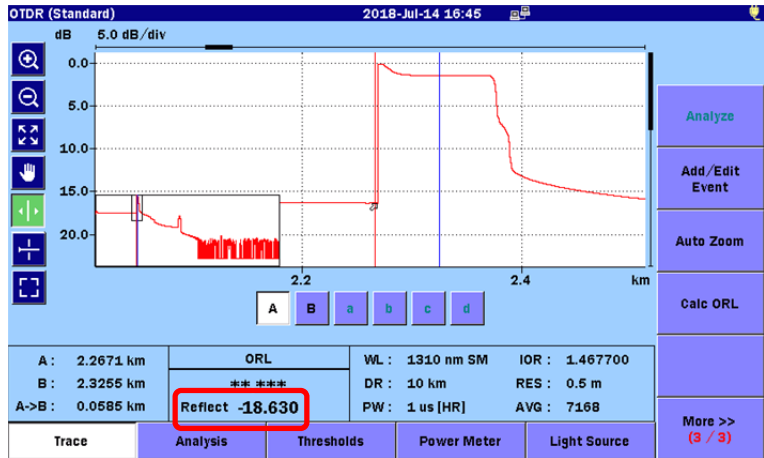 OTDR (Standard) 2018-Jul-14 16:45
dB 5.0 dB/div
0.0
5.0
10.0
15.0
20.0
2.2 2.4 km
A B a b c d
Analyze
Add/Edit
Event
Auto Zoom
Calc ORL
More >>
(3 / 3)
A : 2.2671 km
B : 2.3255 km
A->B : 0.0585 km
ORL
**.***
Reflect -18.630
WL : 1310 nm SM IOR : 1.467700
DR : 10 km RES : 0.5 m
PW : 1 us [HR] AVG : 7168
Trace Analysis Thresholds Power Meter Light Source